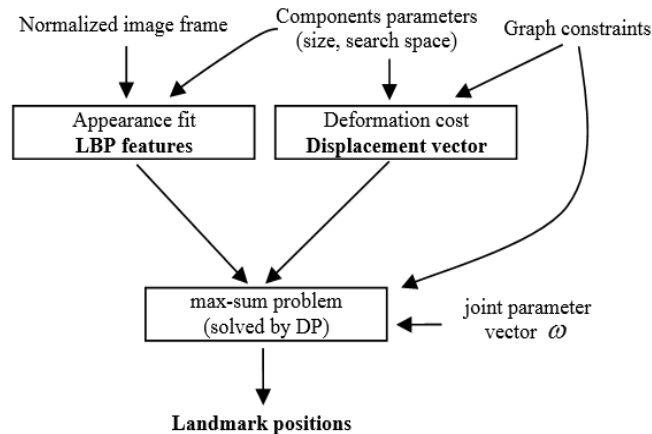 Normalized image frame
Components parameters
(size, search space)
Graph constraints
Appearance fit
LBP features
Deformation cost
Displacement vector
max-sum problem
(solved by DP)
joint parameter
vector ω
Landmark positions